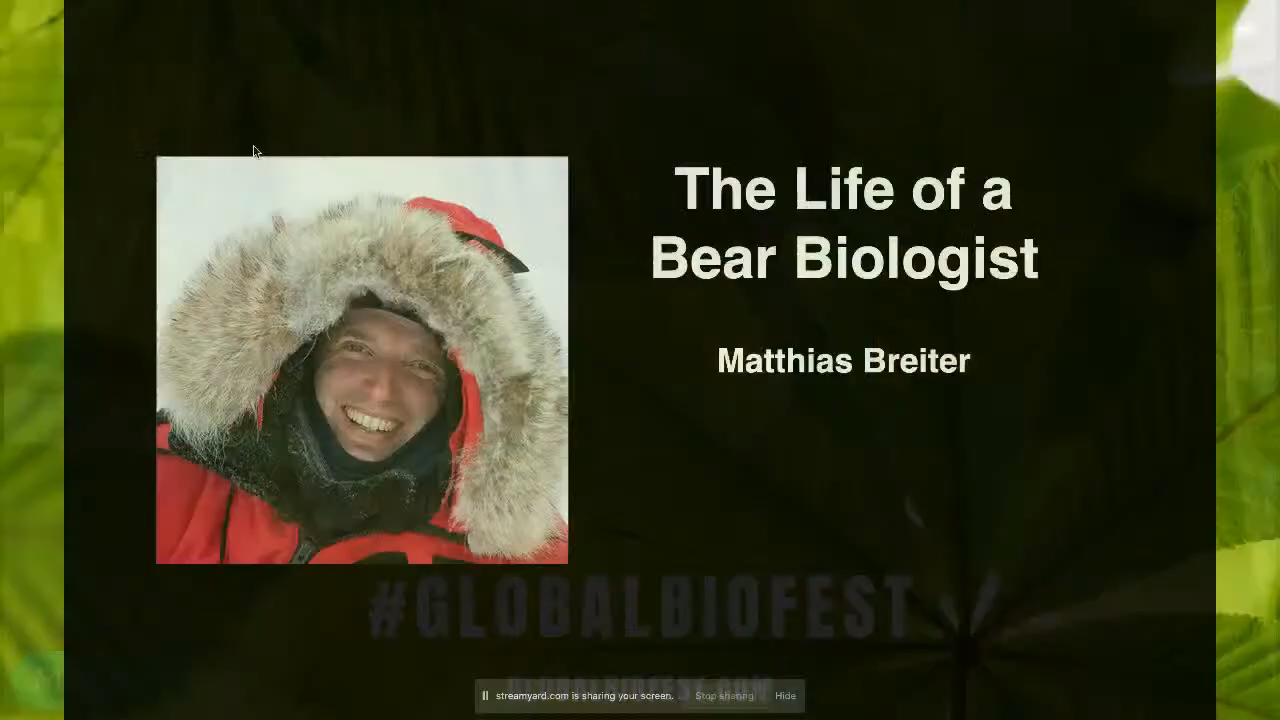 The Life of a
Bear Biologist
Matthias Breiter
#GLOBALBIOFEST
streamyard.com is sharing your screen. Stop sharing Hide